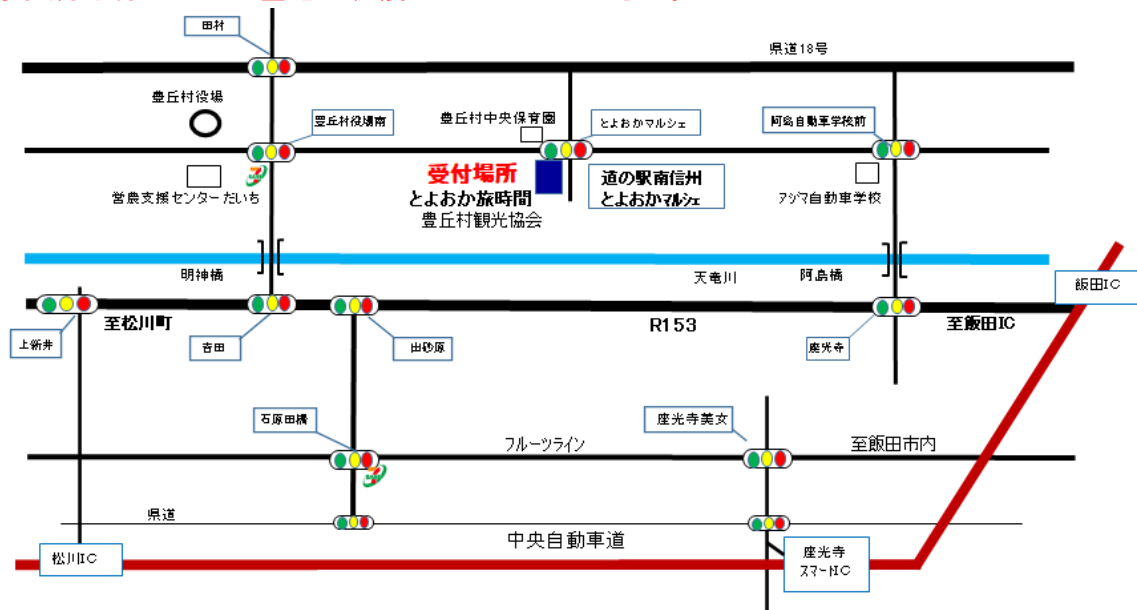 田村
県道18号
豊丘村役場
豊丘村役場南
豊丘村中央保育園
とよおかマルシェ
阿島自動車学校前
受付場所
とよおか旅時間
豊丘村観光協会
道の駅南信州
とよおかマルシェ
営農支援センターだいち
アシマ自動車学校
明神橋
天竜川
阿島橋
飯田IC
至松川町
R153
至飯田IC
上新井
吉田
出砂原
座光寺
石原田橋
座光寺美女
フルーツライン
至飯田市内
県道
中央自動車道
松川IC
座光寺
スマートIC